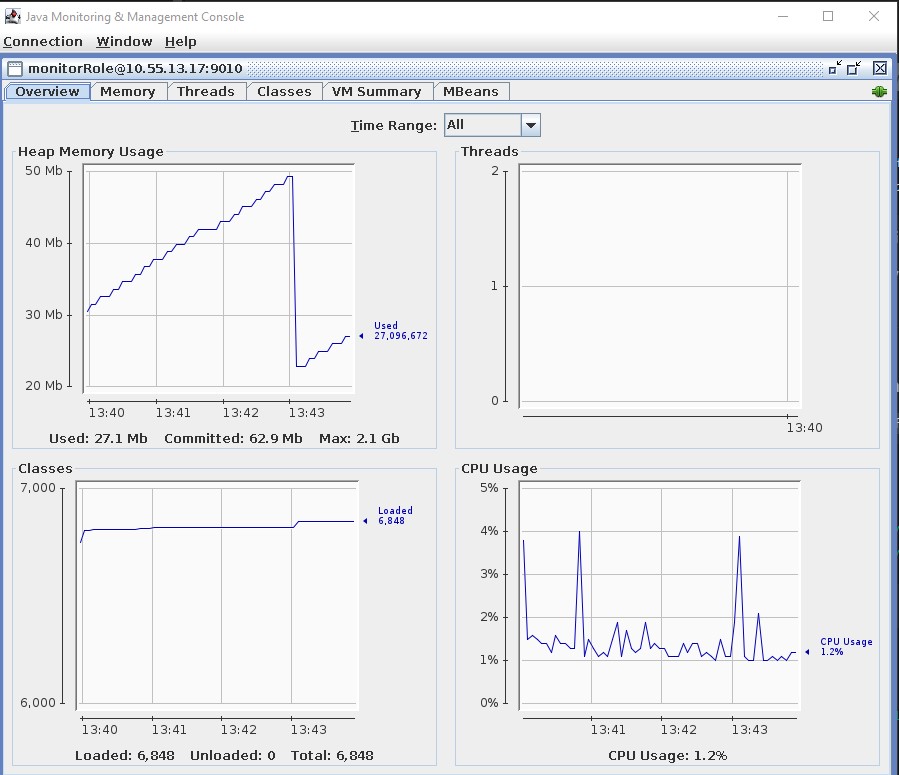 Java Monitoring & Management Console
Connection Window Help
monitorRole@10.55.13.17:9010
Overview Memory Threads Classes VM Summary MBeans
Time Range: All
Heap Memory Usage
50 Mb
40 Mb
30 Mb
20 Mb
Used
27,096,672
13:40 13:41 13:42 13:43
Used: 27.1 Mb Committed: 62.9 Mb Max: 2.1 Gb
Threads
2
1
0
13:40
Classes
7,000
6,000
Loaded
6,848
13:40 13:41 13:42 13:43
Loaded: 6,848 Unloaded: 0 Total: 6,848
CPU Usage
5%
4%
3%
2%
1%
0%
CPU Usage
1.2%
13:41 13:42 13:43
CPU Usage: 1.2%